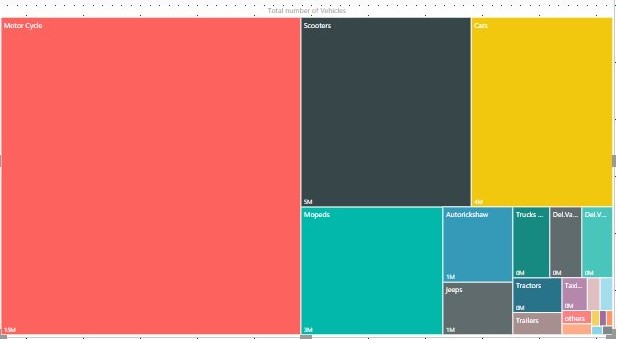 Total number of Vehicles
Motor Cycle
15M
Scooters
5M
Cars
4M
Mopeds
3M
Autorickshaw
1M
Jeeps
1M
Trucks ...
0M
Del.Va...
0M
Del.V...
0M
Tractors
0M
Taxi...
0M
Trailers
others